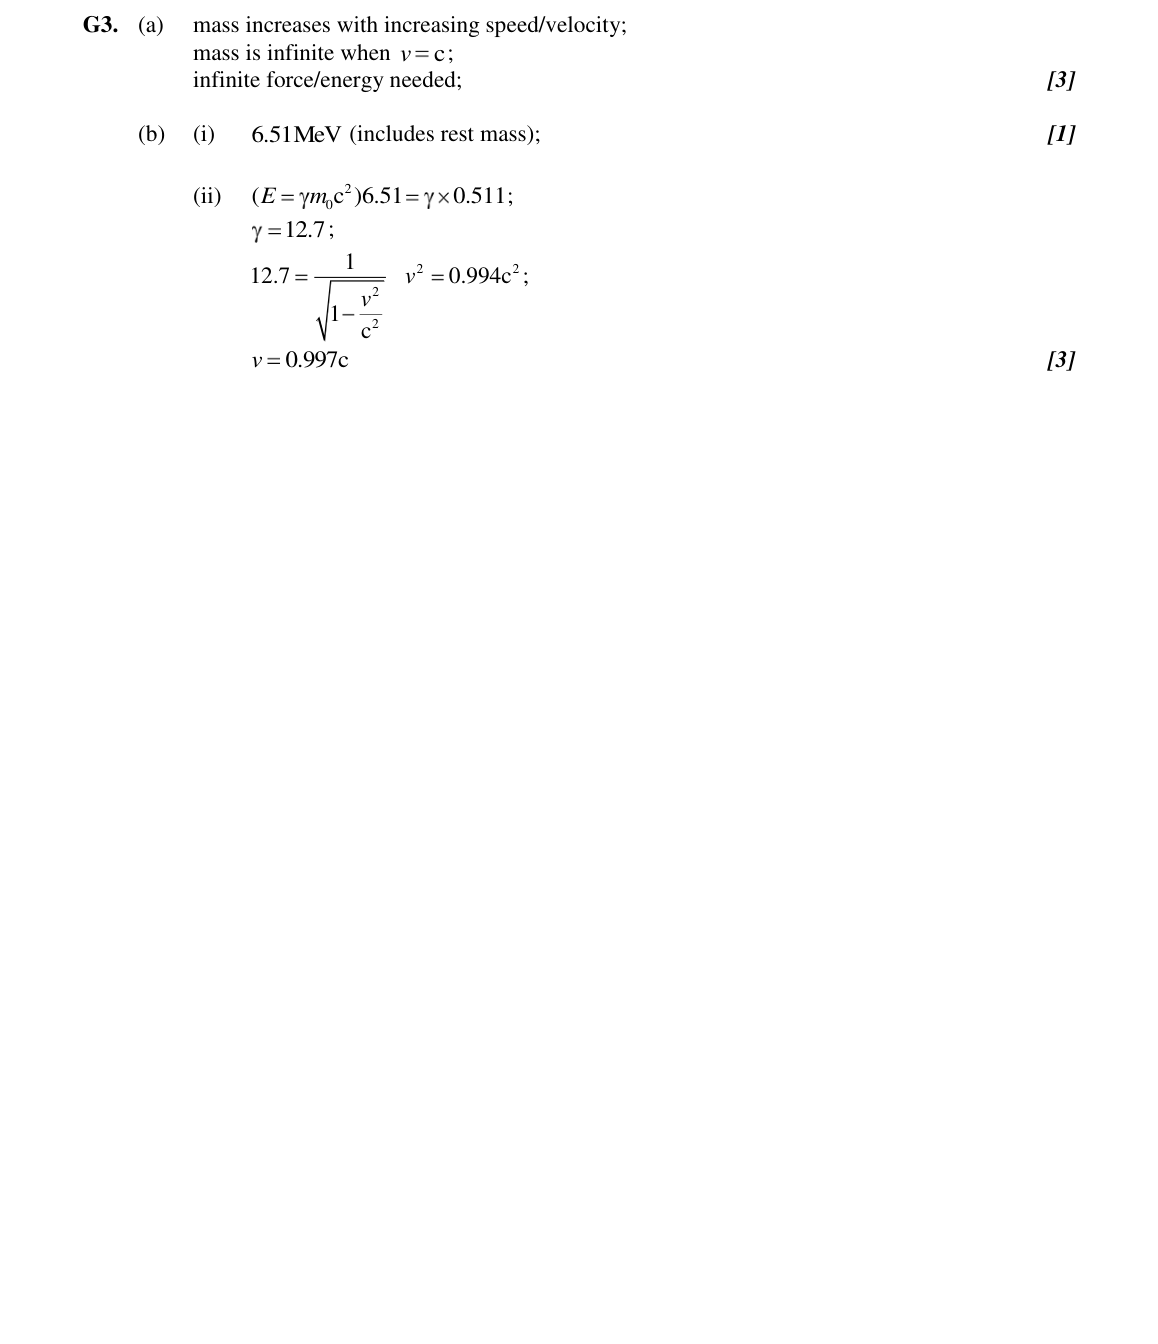 G3. (a) mass increases with increasing speed/velocity;
mass is infinite when v = c;
infinite force/energy needed; [3]
(b) (i) 6.51MeV (includes rest mass); [1]
(ii) (E = γm₀c²)6.51 = γ × 0.511;
γ = 12.7;
12.7 = 1/√(1 − v²/c²) v² = 0.994c²;
v = 0.997c [3]